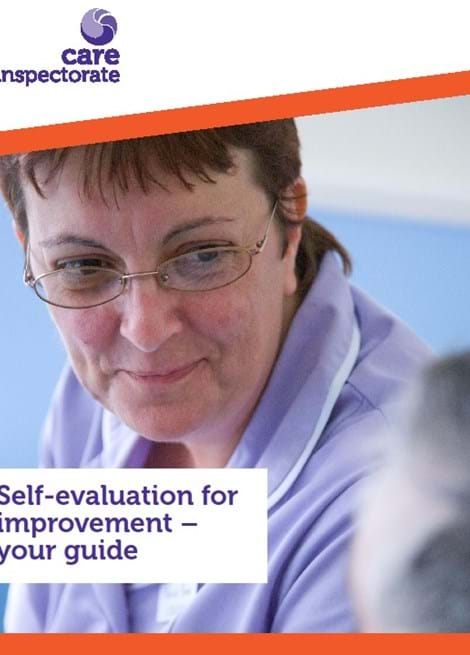 care
inspectorate
Self-evaluation for
improvement –
your guide